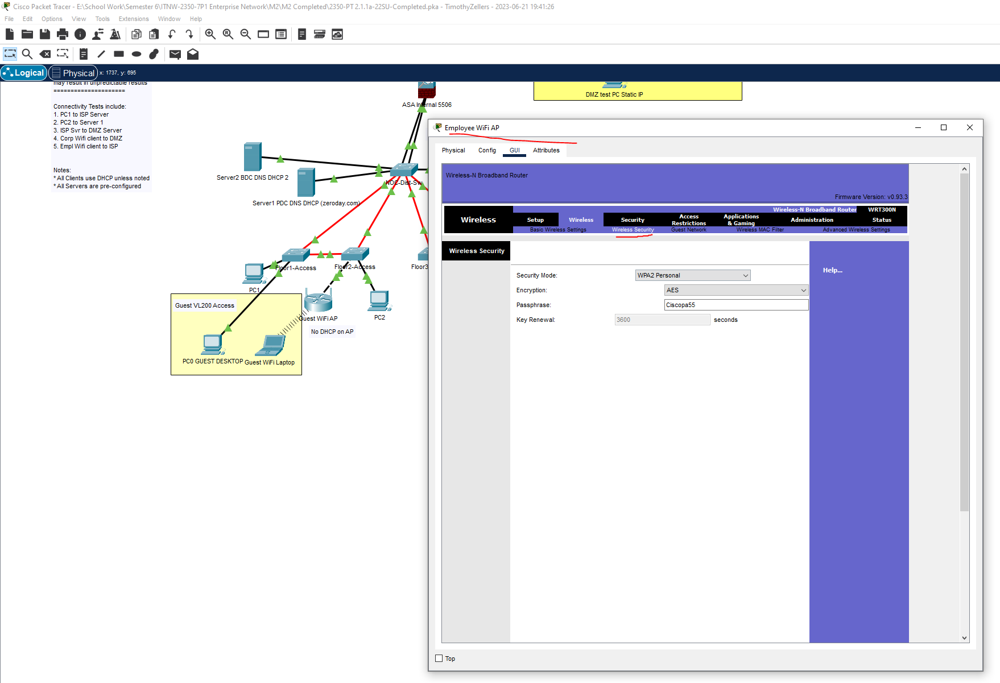 Cisco Packet Tracer - E:\School Work\Semester 6\ITNW-2350-7P1 Enterprise Network\M2\M2 Completed\2350-PT 2.1.1a-22SU-Completed.pka - TimothyZellers - 2023-06-21 19:41:26
File Edit Options View Tools Extensions Window Help
Logical Physical x: 1737, y: 695
may result in unpredictable results
=====================
Connectivity Tests include:
1. PC1 to ISP Server
2. PC2 to Server 1
3. ISP Svr to DMZ Server
4. Corp Wifi client to DMZ
5. Empl Wifi client to ISP
Notes:
* All Clients use DHCP unless noted
* All Servers are pre-configured
ASA Internal 5506
DMZ test PC Static IP
Server2 BDC DNS DHCP 2
NOC-Dist-Sw
Server1 PDC DNS DHCP (zeroday.com)
Floor1-Access
Floor2-Access
Floor3
PC1
Guest VL200 Access
Guest WiFi AP
PC2
No DHCP on AP
PC0 GUEST DESKTOP
Guest WiFi Laptop
Employee WiFi AP
Physical Config GUI Attributes
Wireless-N Broadband Router
Firmware Version: v0.93.3
Wireless-N Broadband Router WRT300N
Wireless
Setup Wireless Security Access Restrictions Applications & Gaming Administration Status
Basic Wireless Settings Wireless Security Guest Network Wireless MAC Filter Advanced Wireless Settings
Wireless Security
Help...
Security Mode: WPA2 Personal
Encryption: AES
Passphrase: Ciscopa55
Key Renewal: 3600 seconds
Top